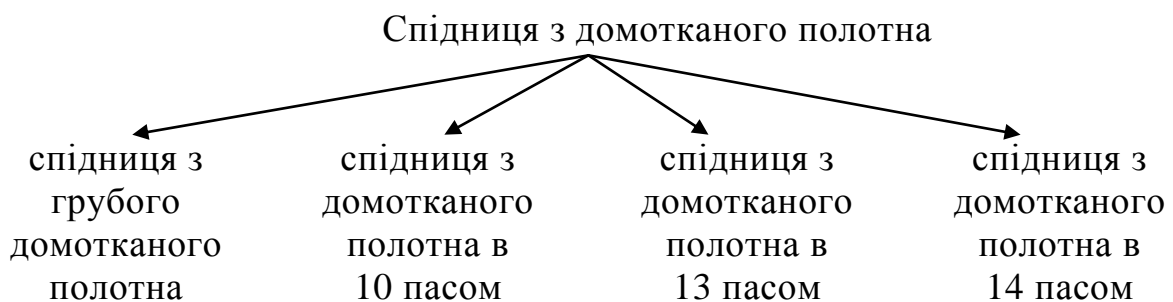 Спідниця з домотканого полотна
спідниця з
грубого
домотканого
полотна
спідниця з
домотканого
полотна в
10 пасом
спідниця з
домотканого
полотна в
13 пасом
спідниця з
домотканого
полотна в
14 пасом